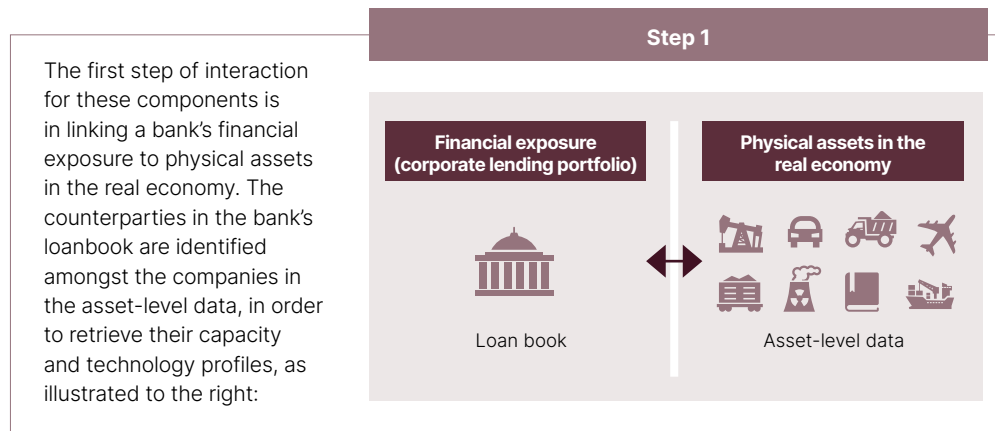 Step 1
The first step of interaction
for these components is
in linking a bank’s financial
exposure to physical assets
in the real economy. The
counterparties in the bank’s
loanbook are identified
amongst the companies in
the asset-level data, in order
to retrieve their capacity
and technology profiles, as
illustrated to the right:
Financial exposure
(corporate lending portfolio)
Loan book
Physical assets in the
real economy
Asset-level data